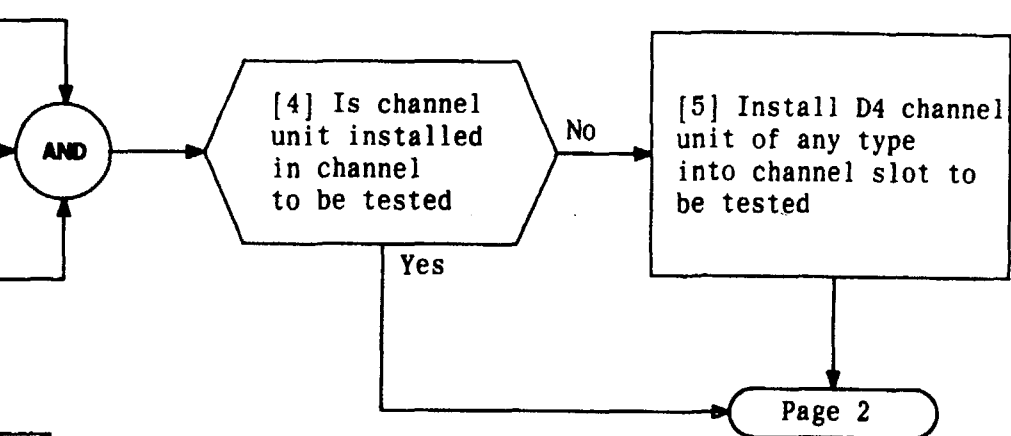 AND
[4] Is channel
unit installed
in channel
to be tested
No
Yes
[5] Install D4 channel
unit of any type
into channel slot to
be tested
Page 2